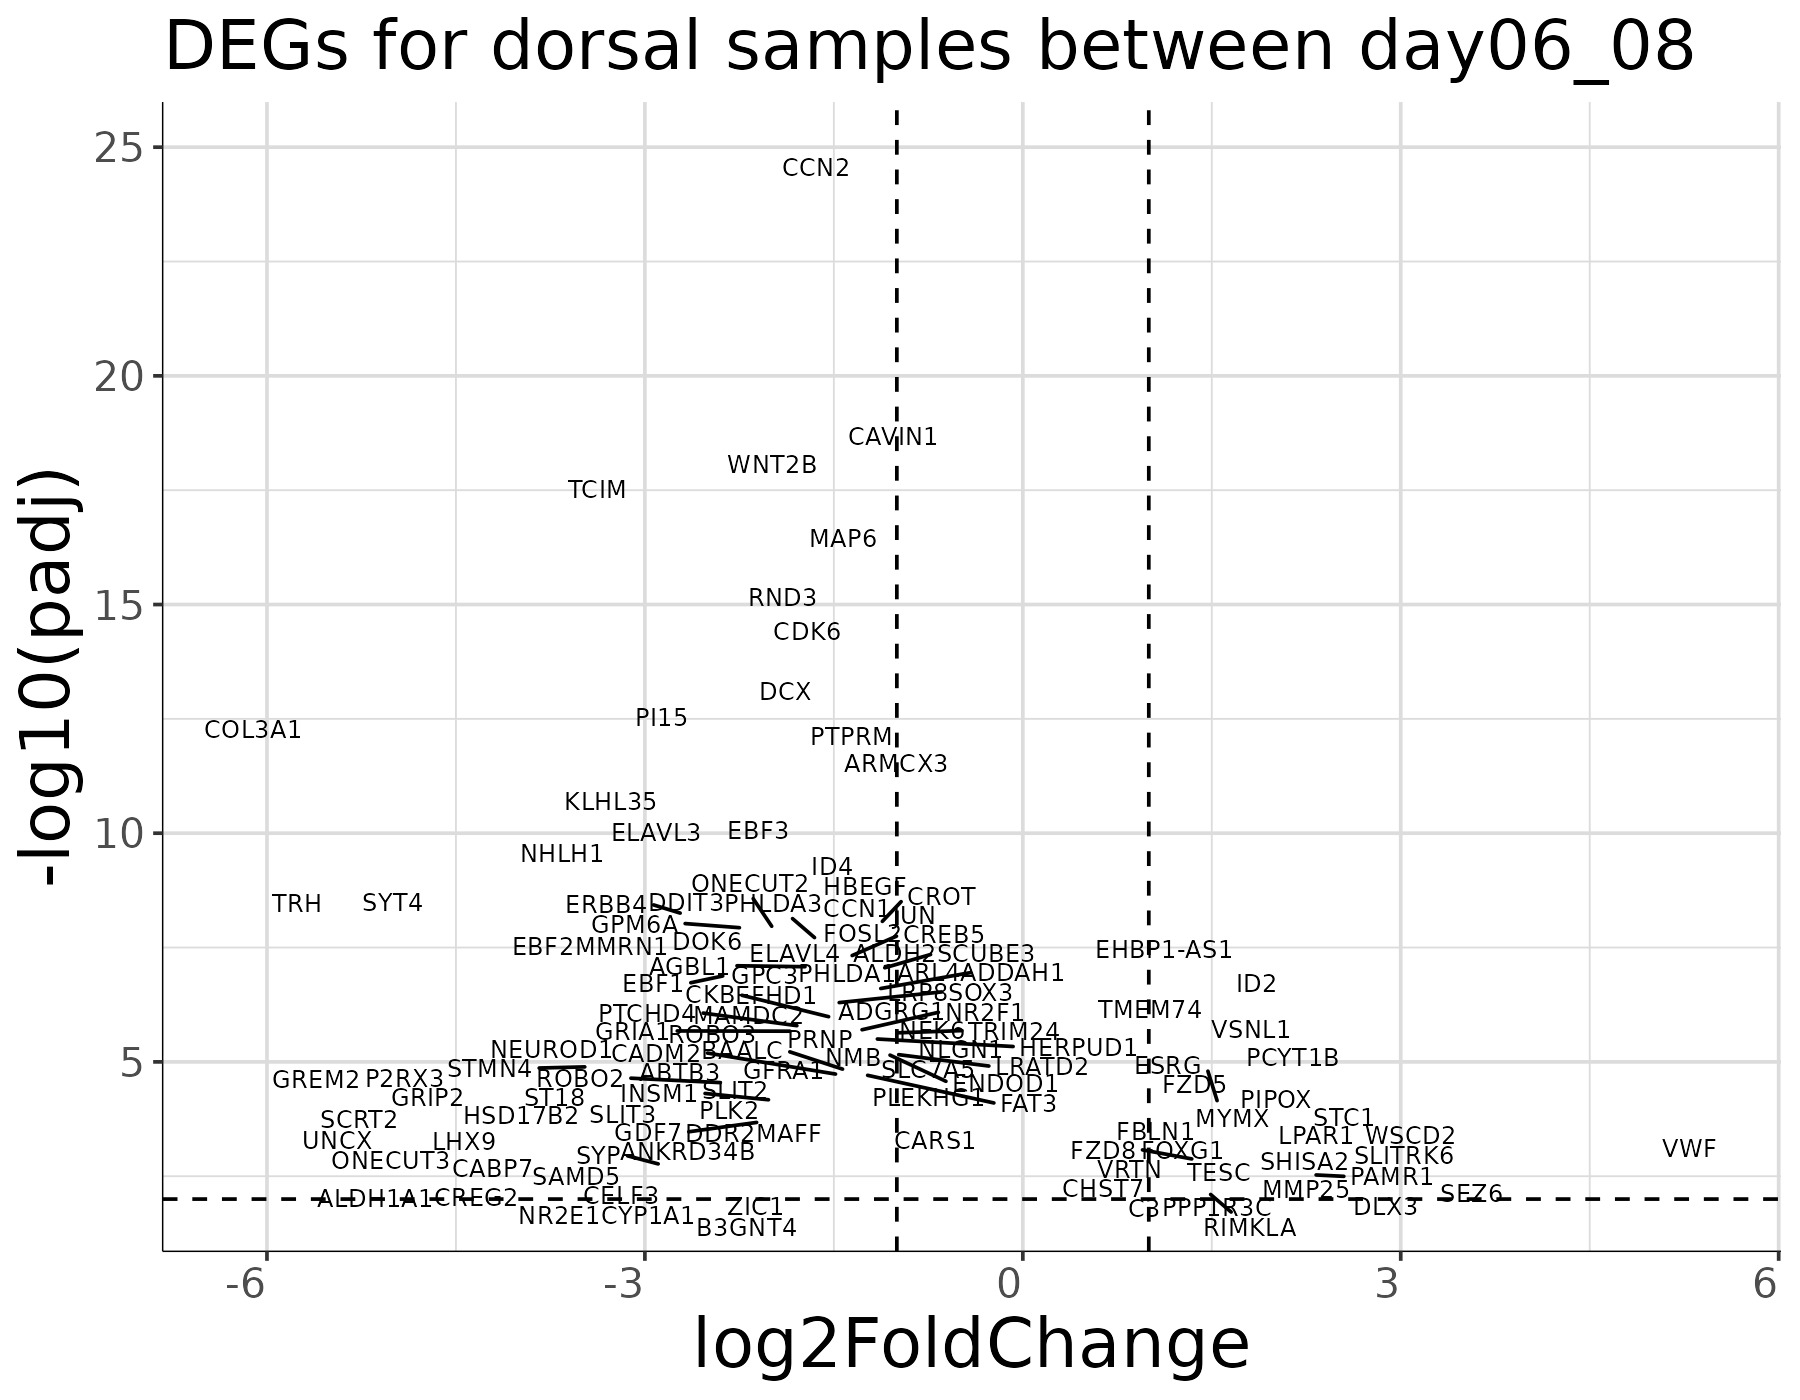 DEGs for dorsal samples between day06_08
-log10(padj)
25
20
15
10
5
CCN2
CAVIN1
WNT2B
TCIM
MAP6
RND3
CDK6
DCX
PI15
COL3A1
PTPRM
ARMCX3
KLHL35
ELAVL3
EBF3
NHLH1
ID4
ONECUT2
HBEGF
CROT
TRH
SYT4
ERBB4
DDIT3
PHLDA3
CCN1
JUN
GPM6A
FOSL2
CREB5
DOK6
EBF2
MMRN1
ELAVL4
ALDH2
SCUBE3
EHBP1-AS1
AGBL1
GPC3
PHLDA1
ARL4A
DDAH1
EBF1
ID2
CKB
EFHD1
LRP8
SOX3
PTCHD4
MAMDC2
ADGRG1
NR2F1
TMEM74
GRIA1
ROBO3
PRNP
NEK6
TRIM24
VSNL1
NEUROD1
CADM2
BAALC
NMB
NLGN1
HERPUD1
PCYT1B
STMN4
ARTB3
GFRA1
SLC7A5
LRATD2
ESRG
GREM2
P2RX3
ROBO2
ENDOD1
FZD5
GRIP2
ST18
INSM1
SLIT2
PLEKHG1
FAT3
PIPOX
SCRT2
HSD17B2
SLIT3
PLK2
MYMX
STC1
UNCX
LHX9
GDF7
DDR2
MAFF
CARS1
FBLN1
LPAR1
WSCD2
ONECUT3
CABP7
SYP
ANKRD34B
FZD8
FOXG1
SHISA2
SLITRK6
VWF
SAMD5
VRTN
TESC
PAMR1
ALDH1A1
CREG2
CELF3
CHST7
MMP25
SEZ6
NR2E1
CYP1A1
ZIC1
C3
PPP1R3C
DLX3
B3GNT4
RIMKLA
-6
-3
0
3
6
log2FoldChange